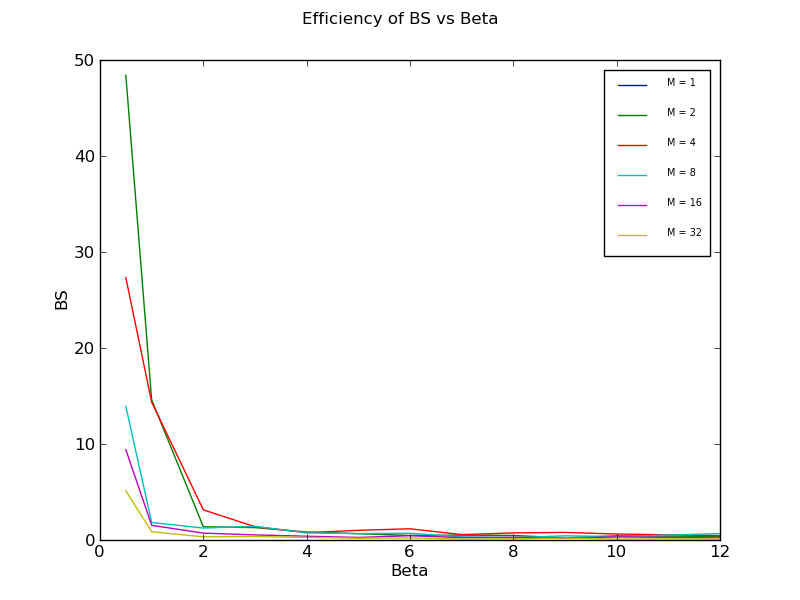 Efficiency of BS vs Beta
50
40
30
20
10
0
BS
M = 1
M = 2
M = 4
M = 8
M = 16
M = 32
0 2 4 6 8 10 12
Beta